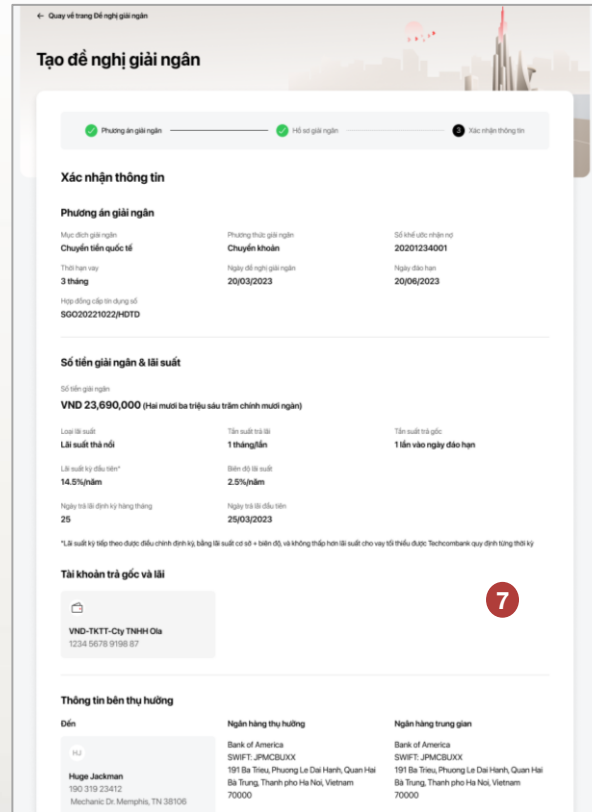 ← Quay về trang Đề nghị giải ngân
Tạo đề nghị giải ngân
Phương án giải ngân
Hồ sơ giải ngân
3 Xác nhận thông tin
Xác nhận thông tin
Phương án giải ngân
Mục đích giải ngân Phương thức giải ngân Số khế ước nhận nợ
Chuyển tiền quốc tế Chuyển khoản 20201234001
Thời hạn vay Ngày đề nghị giải ngân Ngày đáo hạn
3 tháng 20/03/2023 20/06/2023
Hợp đồng cấp tín dụng số
SGO20221022/HDTD
Số tiền giải ngân & lãi suất
Số tiền giải ngân
VND 23,690,000 (Hai mươi ba triệu sáu trăm chính mươi ngàn)
Loại lãi suất Tần suất trả lãi Tần suất trả gốc
Lãi suất thả nổi 1 tháng/lần 1 lần vào ngày đáo hạn
Lãi suất kỳ đầu tiên* Biên độ lãi suất
14.5%/năm 2.5%/năm
Ngày trả lãi định kỳ hàng tháng Ngày trả lãi đầu tiên
25 25/03/2023
*Lãi suất kỳ tiếp theo được điều chỉnh định kỳ, bằng lãi suất cơ sở + biên độ, và không thấp hơn lãi suất cho vay tối thiểu được Techcombank quy định từng thời kỳ
Tài khoản trả gốc và lãi
7
VND-TKTT-Cty TNHH Ola
1234 5678 9198 87
Thông tin bên thụ hưởng
Đến Ngân hàng thụ hưởng Ngân hàng trung gian
HJ Bank of America Bank of America
SWIFT: JPMCBUXX SWIFT: JPMCBUXX
Huge Jackman 191 Ba Trieu, Phuong Le Dai Hanh, Quan Hai 191 Ba Trieu, Phuong Le Dai Hanh, Quan Hai
190 319 23412 Bà Trung, Thanh pho Ha Noi, Vietnam Bà Trung, Thanh pho Ha Noi, Vietnam
Mechanic Dr. Memphis, TN 38106 70000 70000